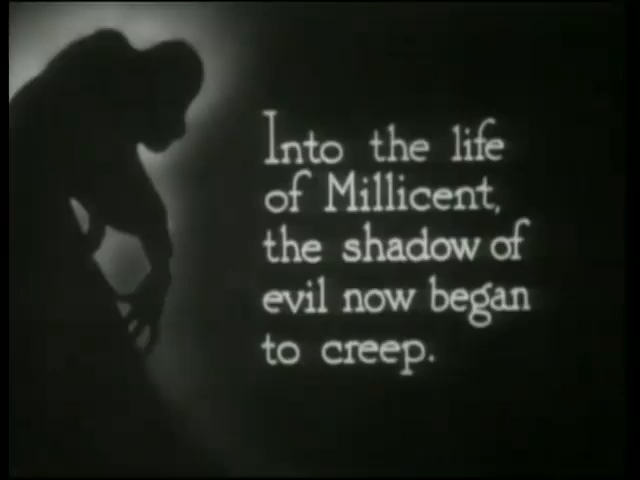 Into the life
of Millicent,
the shadow of
evil now began
to creep.